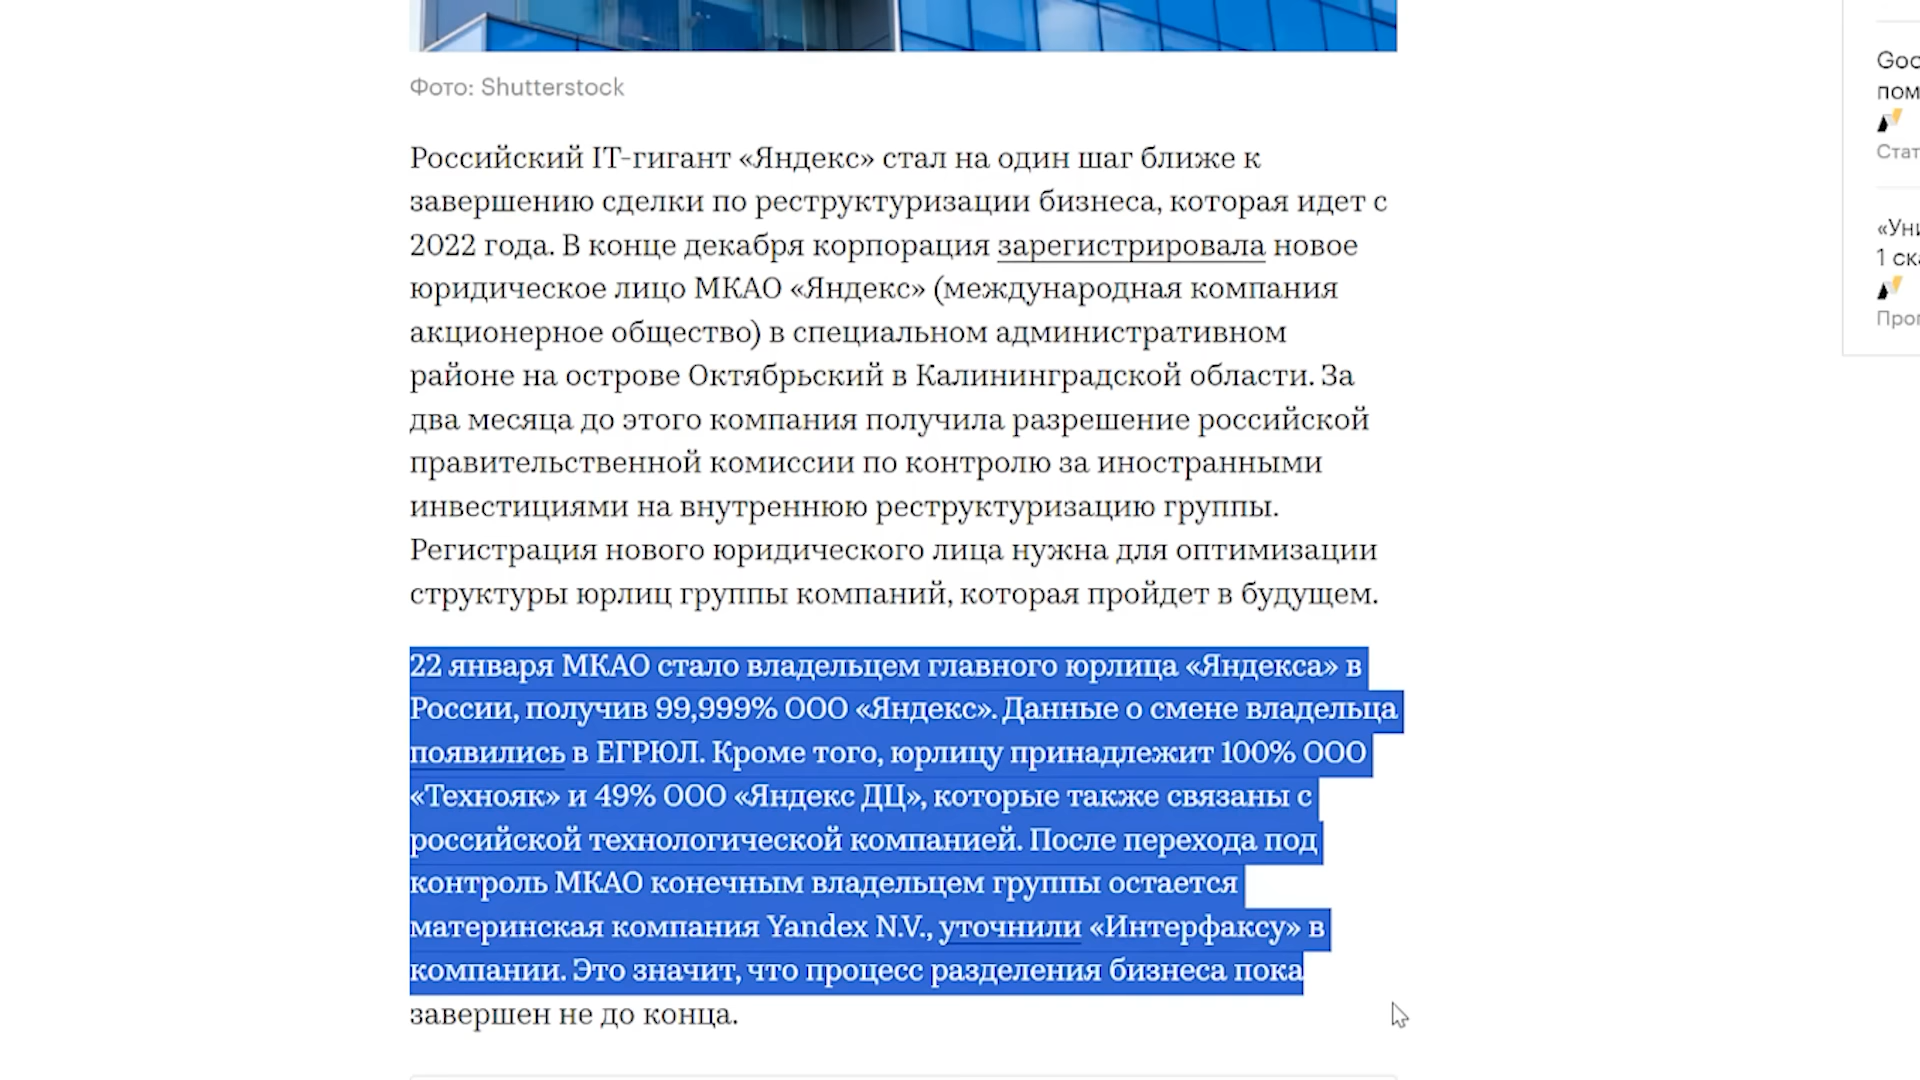 Фото: Shutterstock
Российский IT-гигант «Яндекс» стал на один шаг ближе к
завершению сделки по реструктуризации бизнеса, которая идет с
2022 года. В конце декабря корпорация зарегистрировала новое
юридическое лицо МКАО «Яндекс» (международная компания
акционерное общество) в специальном административном
районе на острове Октябрьский в Калининградской области. За
два месяца до этого компания получила разрешение российской
правительственной комиссии по контролю за иностранными
инвестициями на внутреннюю реструктуризацию группы.
Регистрация нового юридического лица нужна для оптимизации
структуры юрлиц группы компаний, которая пройдет в будущем.
22 января МКАО стало владельцем главного юрлица «Яндекса» в
России, получив 99,999% ООО «Яндекс». Данные о смене владельца
появились в ЕГРЮЛ. Кроме того, юрлицу принадлежит 100% ООО
«Технояк» и 49% ООО «Яндекс ДЦ», которые также связаны с
российской технологической компанией. После перехода под
контроль МКАО конечным владельцем группы остается
материнская компания Yandex N.V., уточнили «Интерфаксу» в
компании. Это значит, что процесс разделения бизнеса пока
завершен не до конца.
1